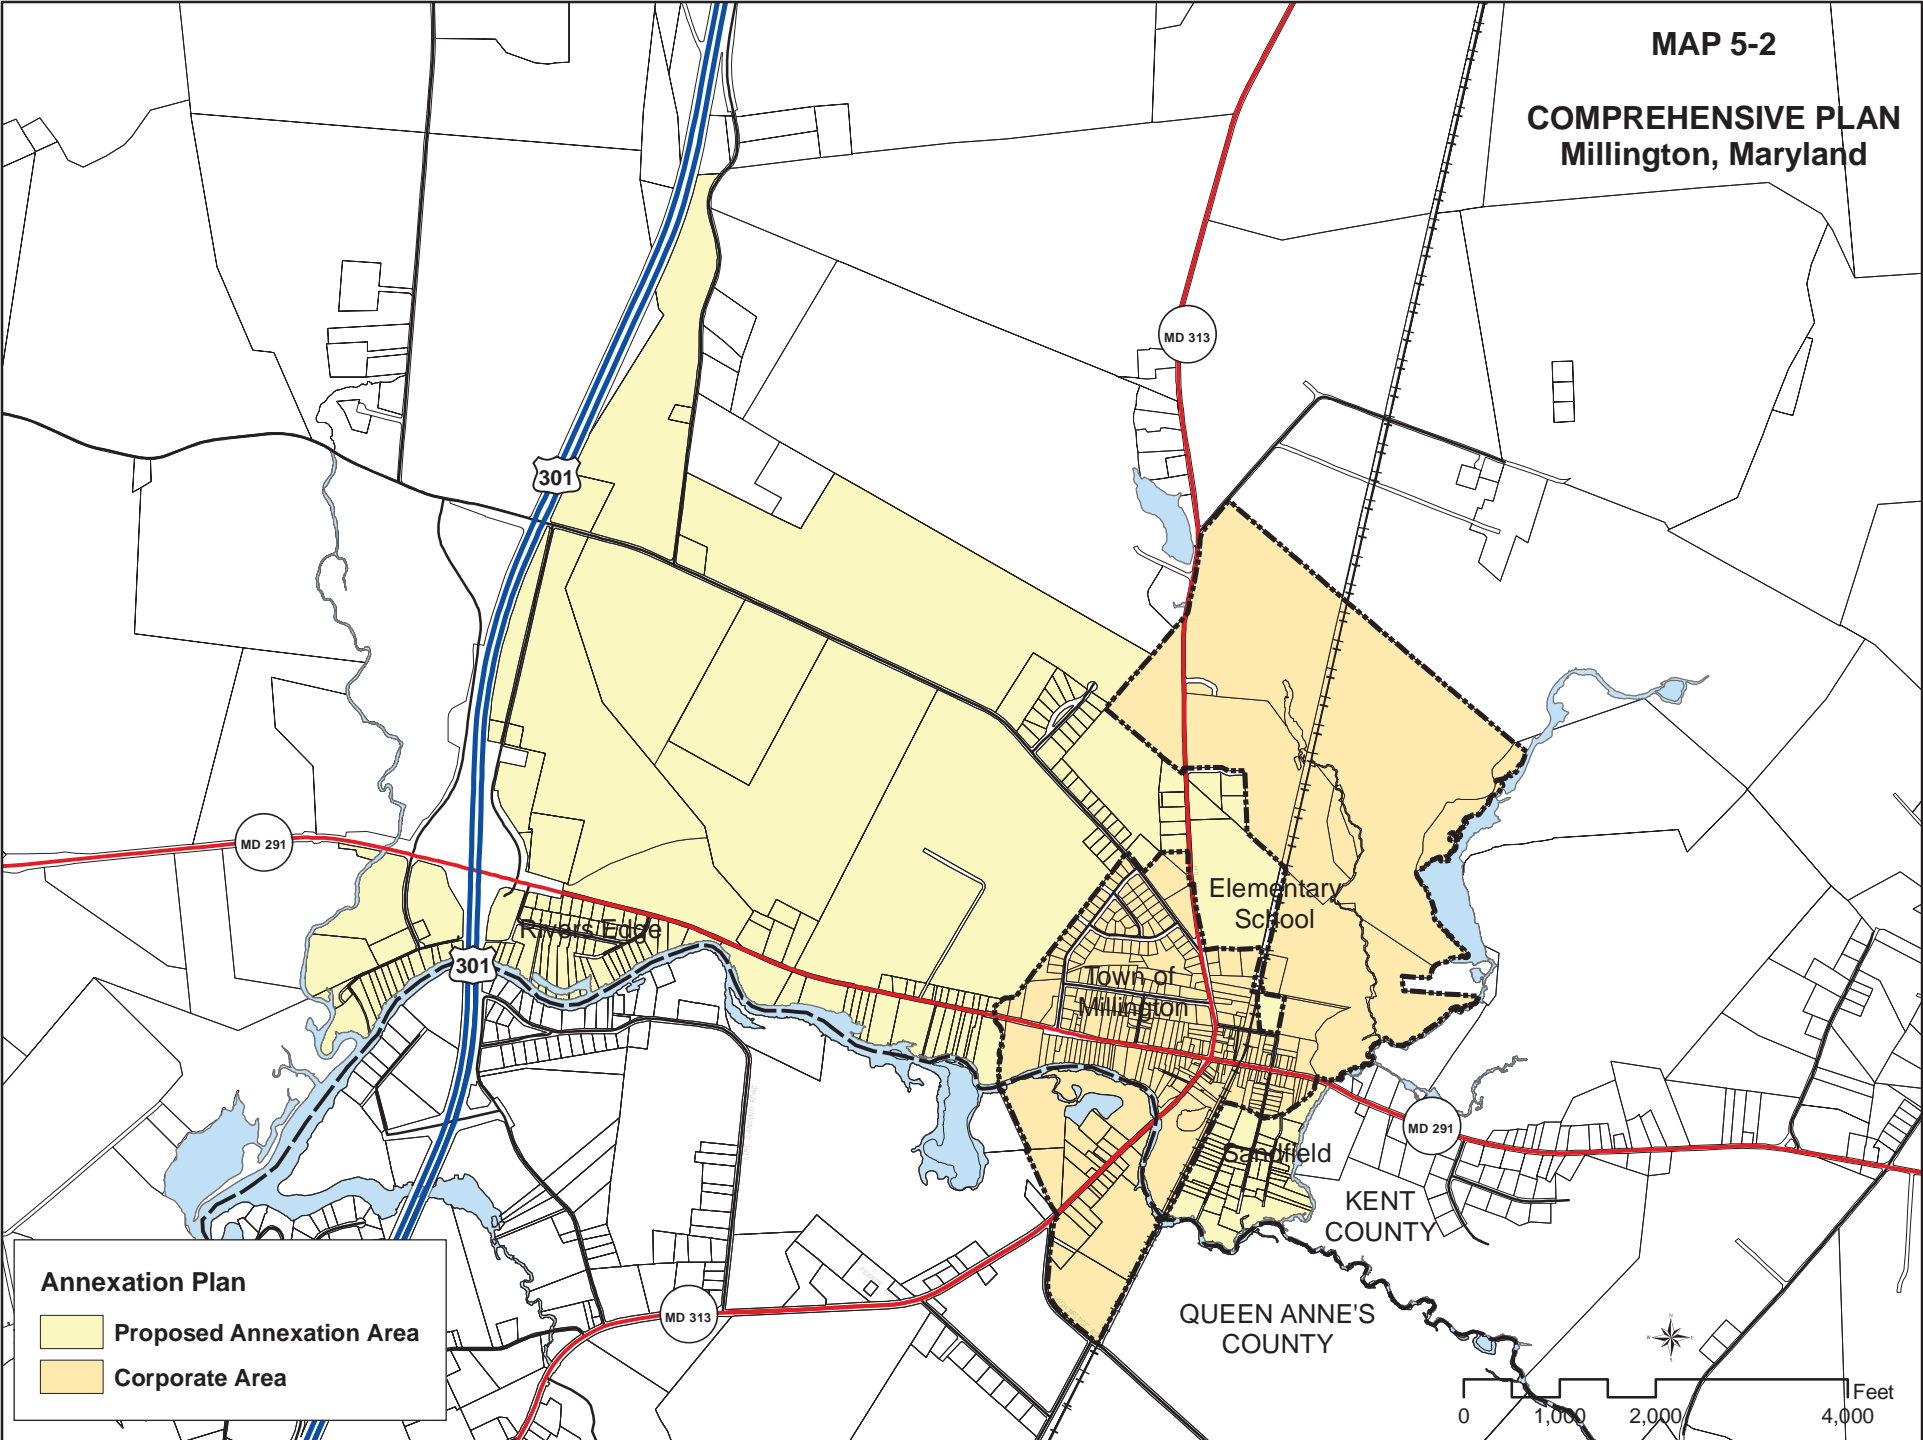 MAP 5-2
COMPREHENSIVE PLAN
Millington, Maryland
MD 313
301
MD 291
Elementary
School
Rivers Edge
301
Town of
Millington
MD 291
Sandfield
KENT
COUNTY
QUEEN ANNE'S
COUNTY
MD 313
Annexation Plan
Proposed Annexation Area
Corporate Area
N
W
E
S
Feet
0
1,000
2,000
4,000